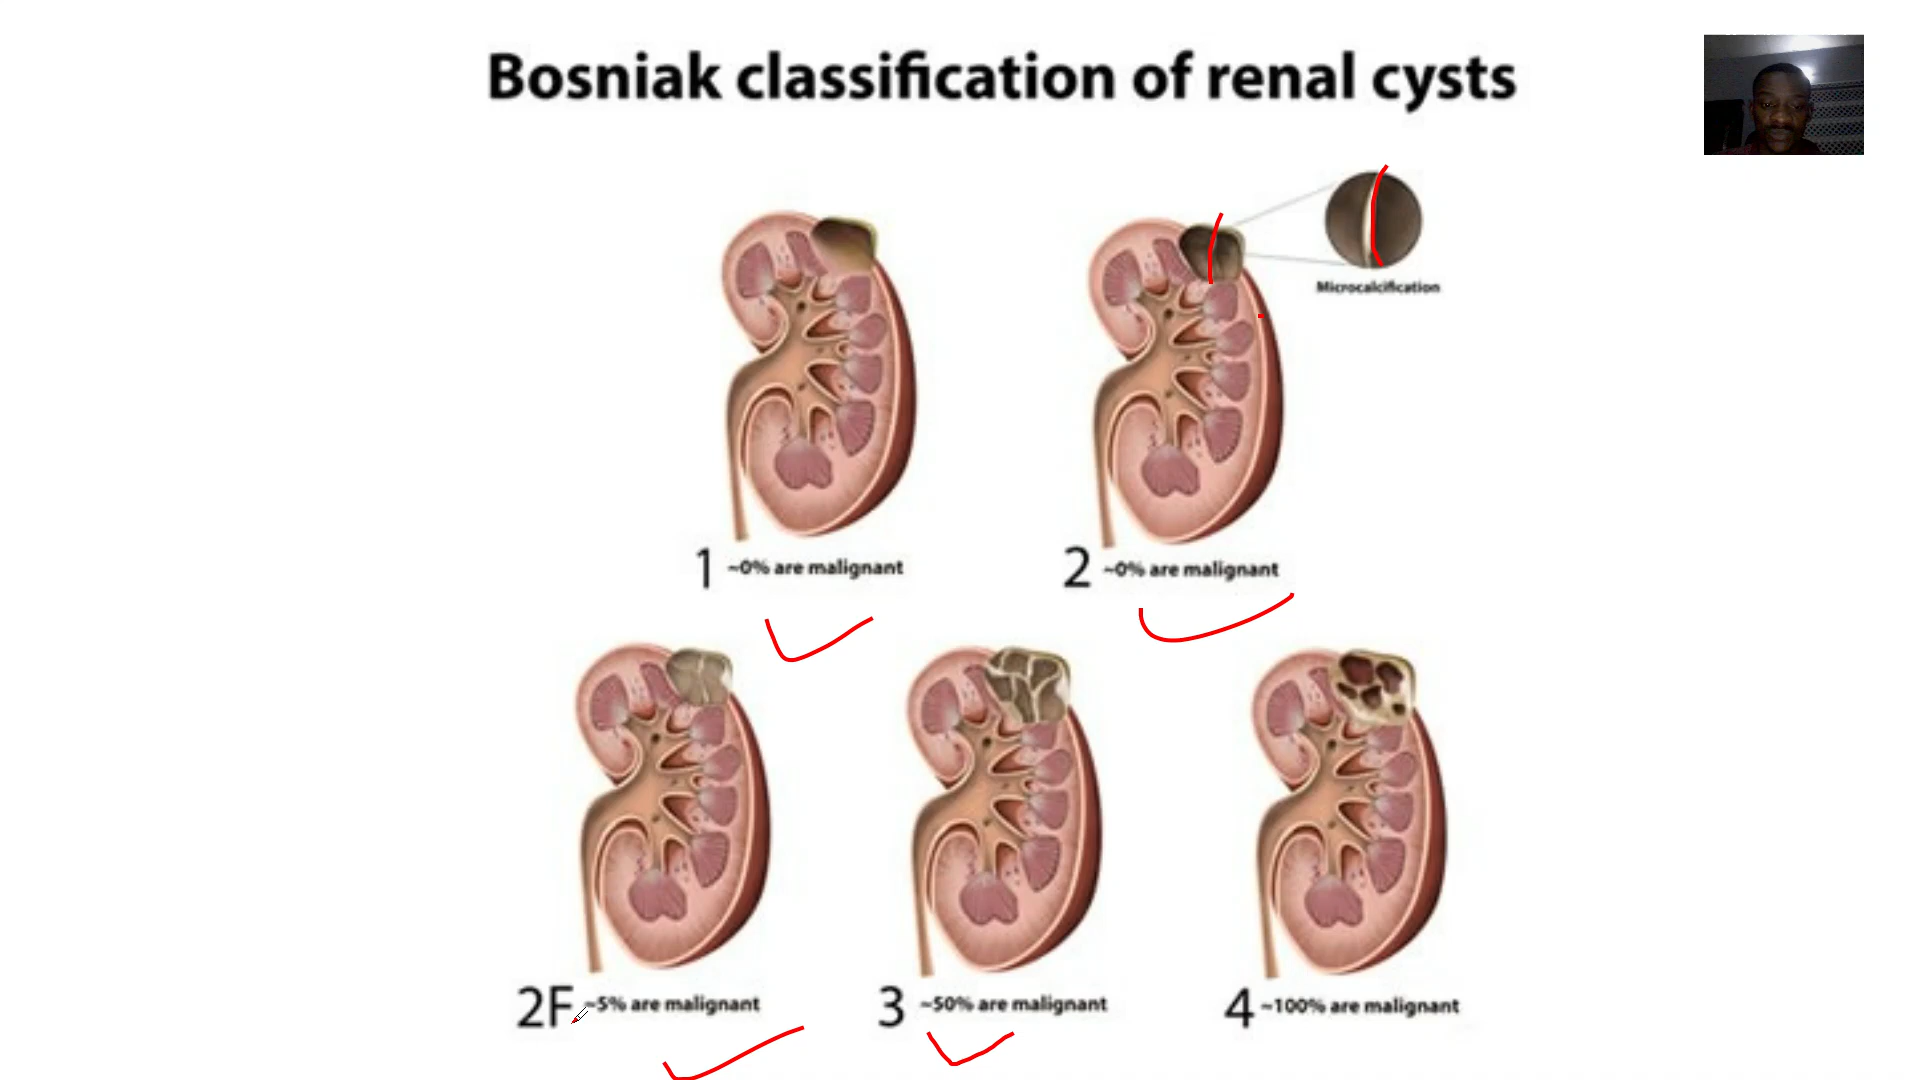 Bosniak classification of renal cysts
Microcalcification
1 ~0% are malignant
2 ~0% are malignant
2F ~5% are malignant
3 ~50% are malignant
4 ~100% are malignant